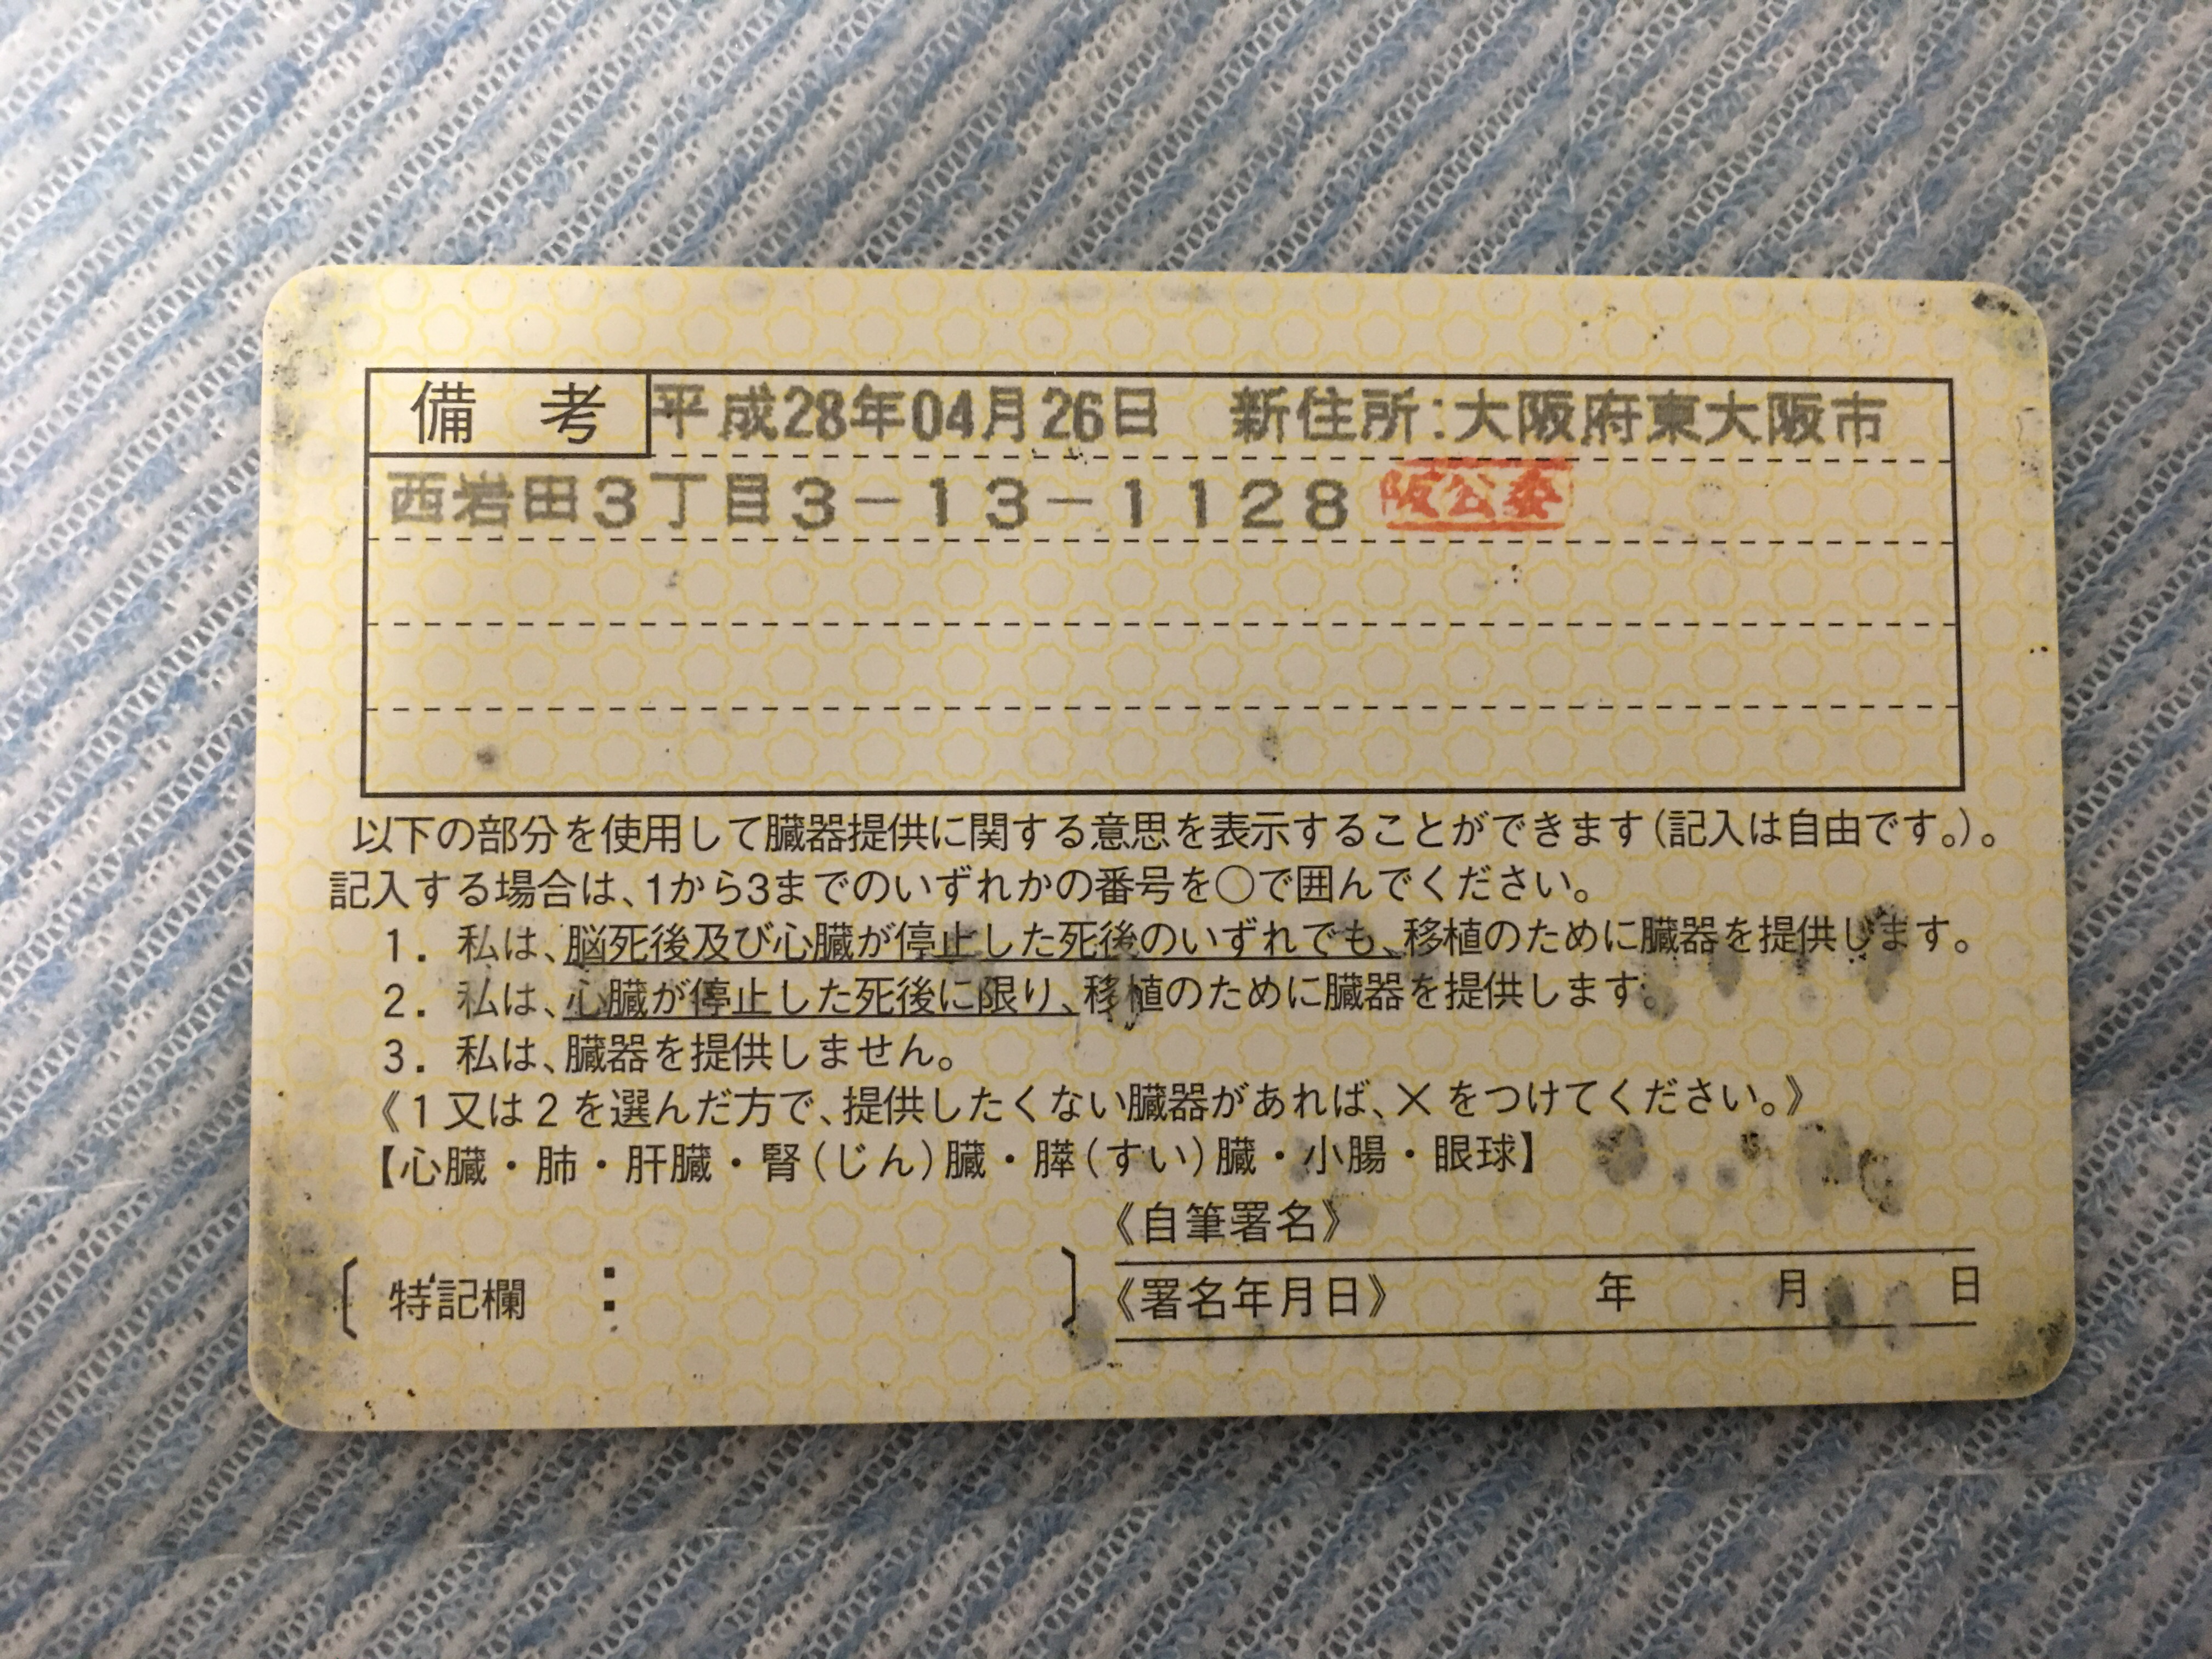 備考 平成28年04月26日 新住所:大阪府東大阪市
西岩田3丁目3-13-1128 阪公委
以下の部分を使用して臓器提供に関する意思を表示することができます(記入は自由です。)。
記入する場合は、1から3までのいずれかの番号を○で囲んでください。
1. 私は、脳死後及び心臓が停止した死後のいずれでも、移植のために臓器を提供します。
2. 私は、心臓が停止した死後に限り、移植のために臓器を提供します。
3. 私は、臓器を提供しません。
《1又は2を選んだ方で、提供したくない臓器があれば、×をつけてください。》
【心臓・肺・肝臓・腎(じん)臓・膵(すい)臓・小腸・眼球】
《自筆署名》
〔特記欄 : 〕《署名年月日》 年 月 日